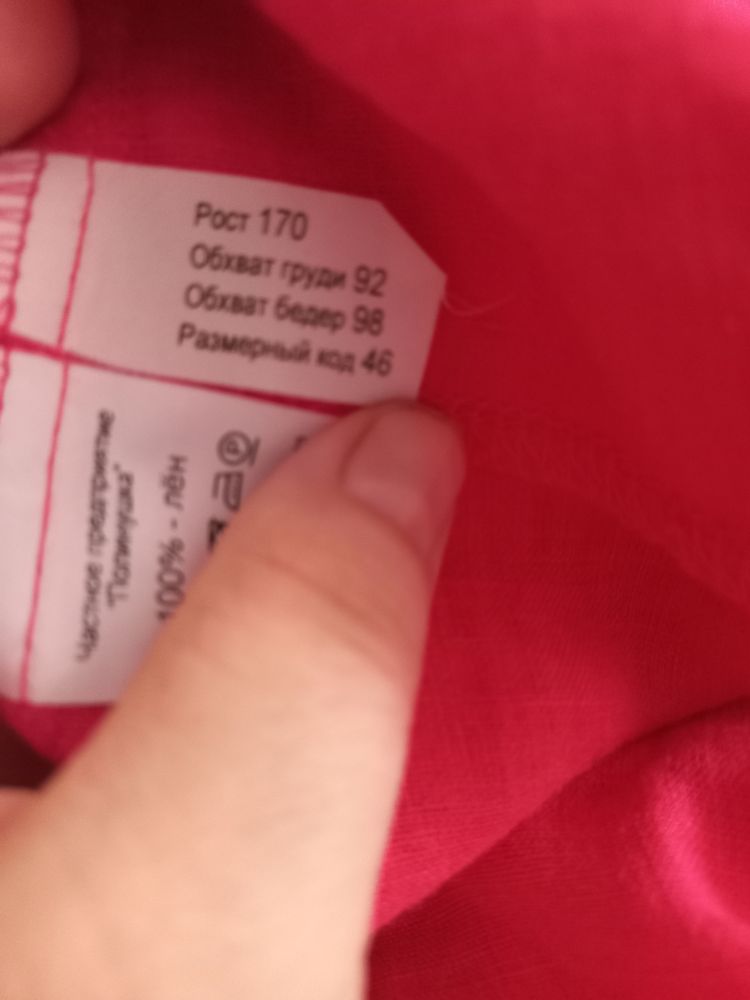 Рост 170
Обхват груди 92
Обхват бедер 98
Размерный код 46
Частное предприятие
"Полинушка"
100% - лён